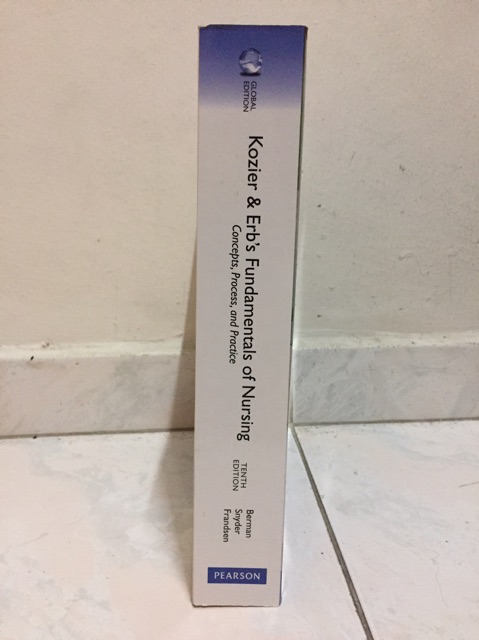 GLOBAL
EDITION
Kozier & Erb's Fundamentals of Nursing
Concepts, Process, and Practice
TENTH
EDITION
Berman
Snyder
Frandsen
PEARSON